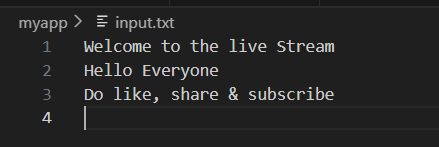 myapp > input.txt
1 Welcome to the live Stream
2 Hello Everyone
3 Do like, share & subscribe
4